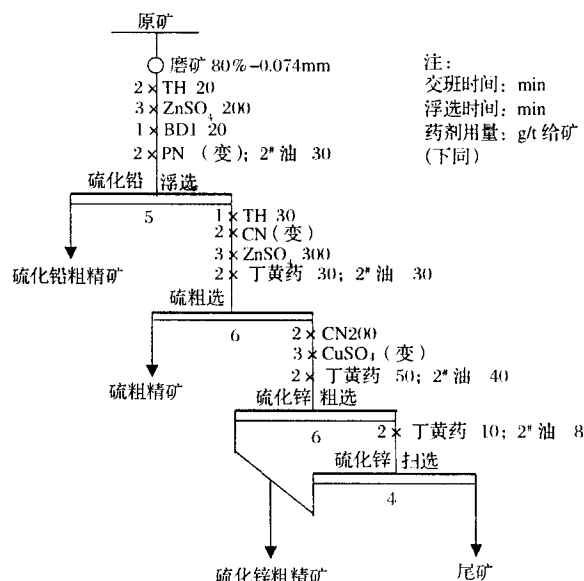 原矿
磨矿 80%-0.074mm
2 × TH 20
3 × ZnSO4 200
1 × BD1 20
2 × PN （变）；2# 油 30
注：
交班时间：min
浮选时间：min
药剂用量：g/t 给矿
(下同)
硫化铅 浮选
5
硫化铅粗精矿
1 × TH 30
2 × CN（变）
3 × ZnSO4 300
2 × 丁黄药 30；2# 油 30
硫粗选
6
硫粗精矿
2 × CN200
3 × CuSO4（变）
2 × 丁黄药 50；2# 油 40
硫化锌 粗选
6
2 × 丁黄药 10；2# 油 8
硫化锌 扫选
4
硫化锌粗精矿
尾矿